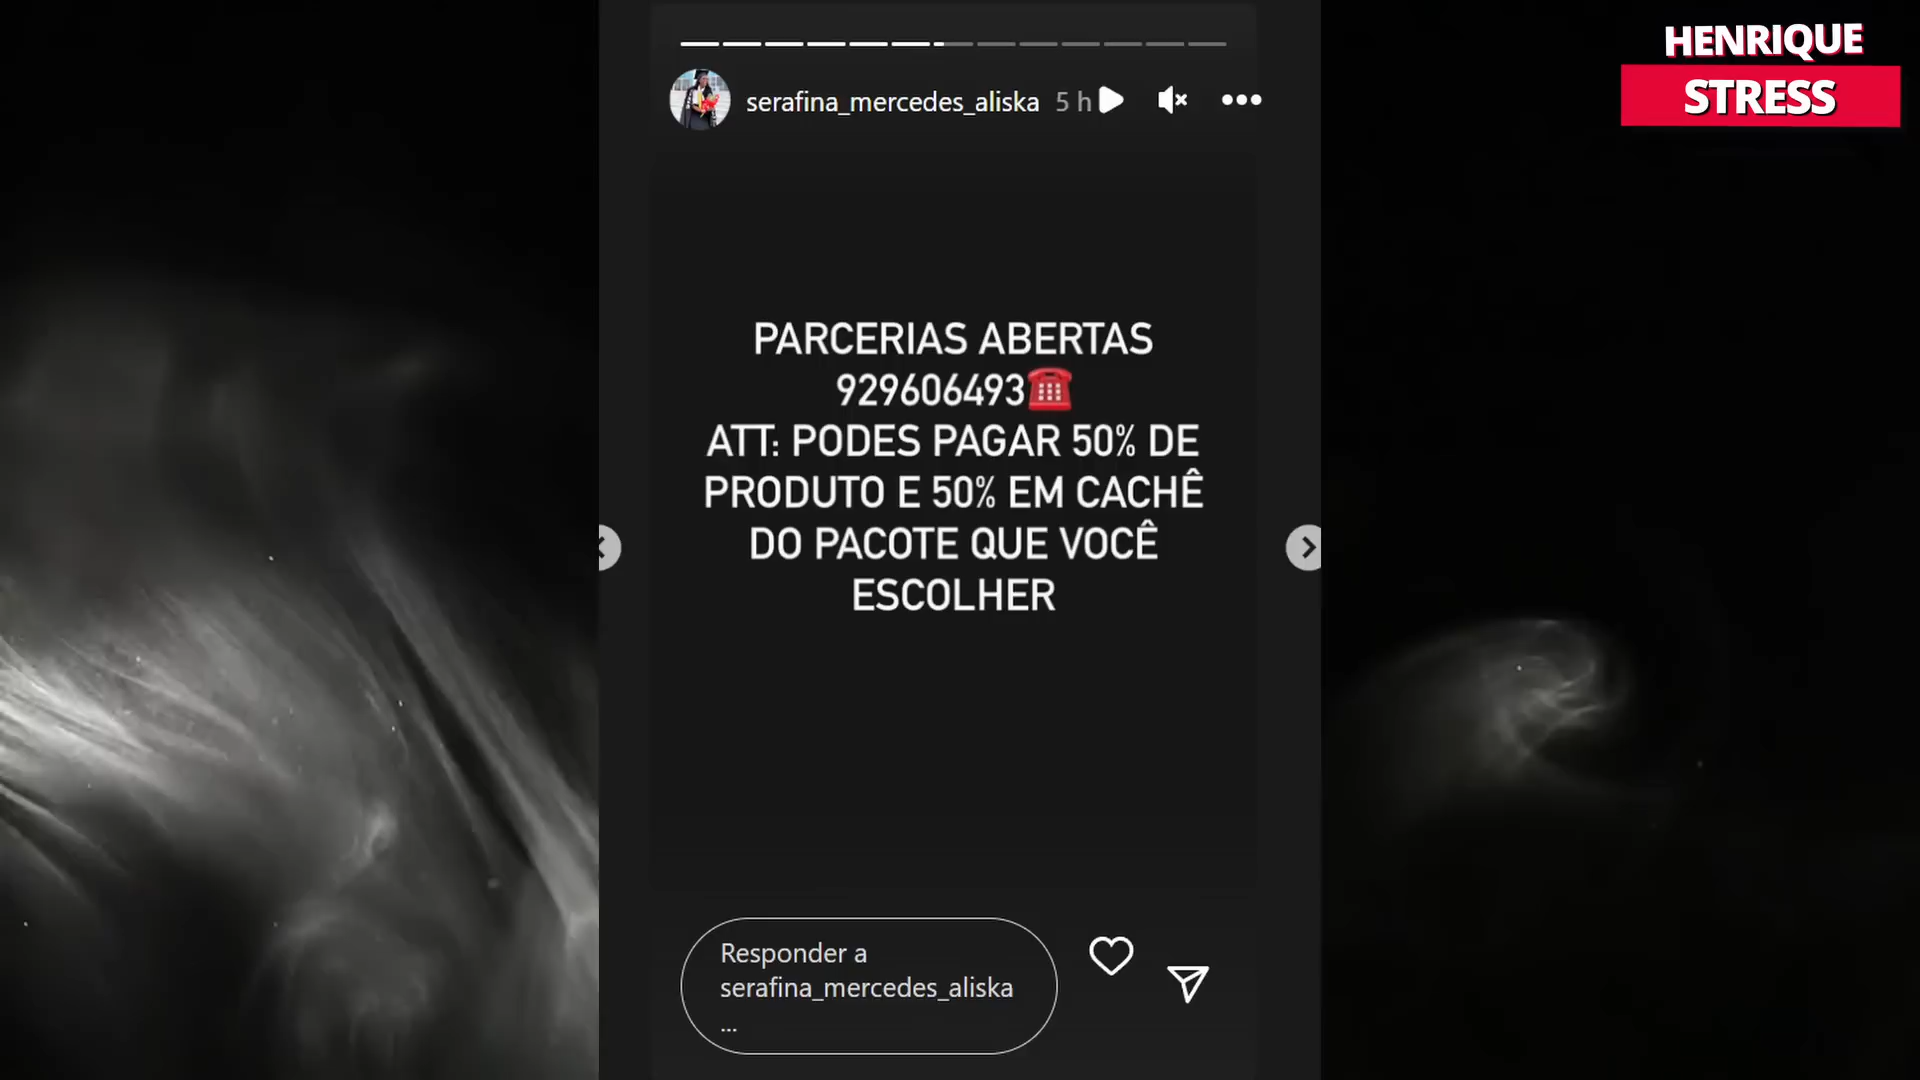 HENRIQUE
STRESS
serafina_mercedes_aliska 5 h
PARCERIAS ABERTAS
929606493☎️
ATT: PODES PAGAR 50% DE
PRODUTO E 50% EM CACHÊ
DO PACOTE QUE VOCÊ
ESCOLHER
Responder a
serafina_mercedes_aliska
...